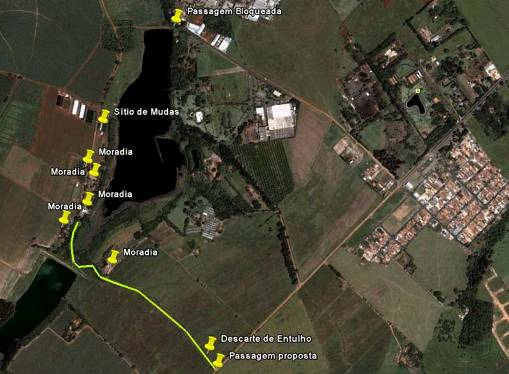 Passagem Bloqueada
Sítio de Mudas
Moradia
Moradia
Moradia
Moradia
Moradia
Descarte de Entulho
Passagem proposta